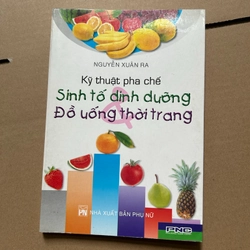 NGUYỄN XUÂN RA
Kỹ thuật pha chế
Sinh tố dinh dưỡng
&
Đồ uống thời trang
NHÀ XUẤT BẢN PHỤ NỮ
PNC